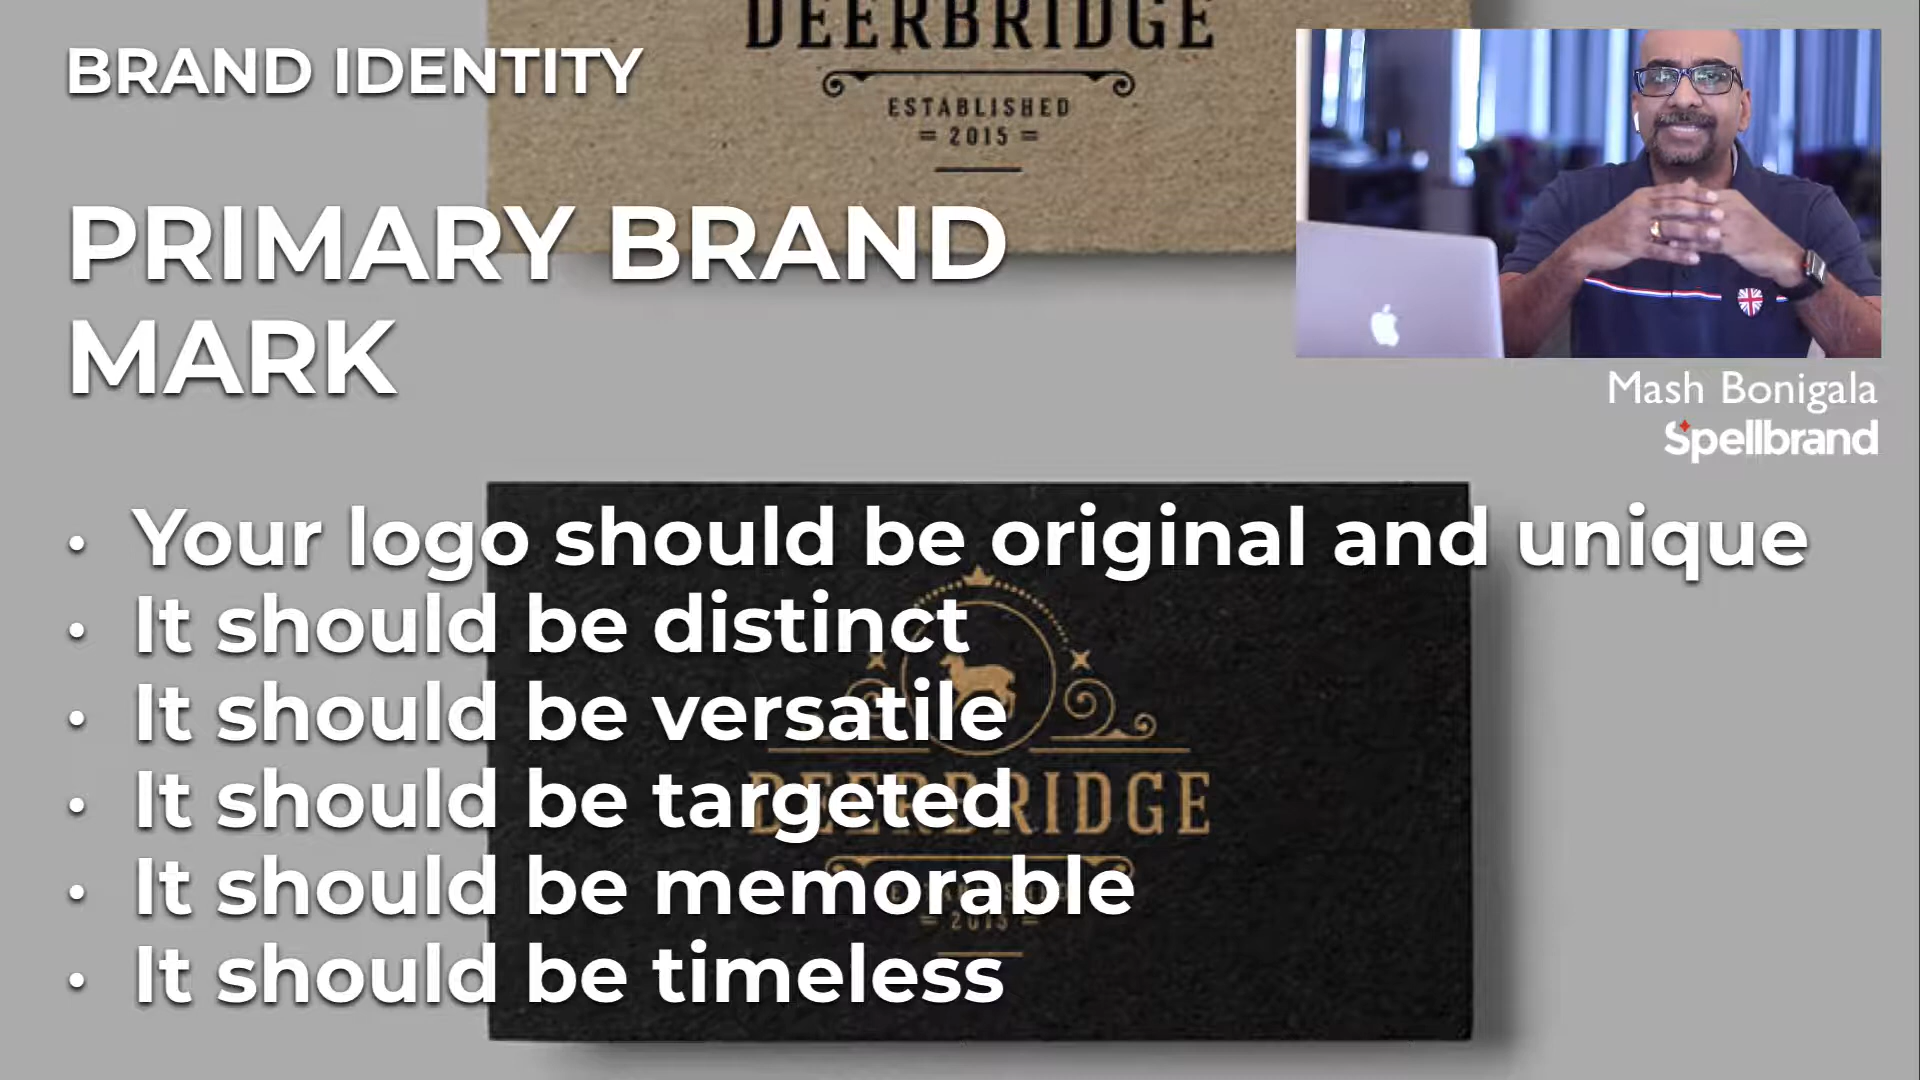 DEERBRIDGE
ESTABLISHED
= 2015 =
BRAND IDENTITY
PRIMARY BRAND
MARK
Mash Bonigala
Spellbrand
• Your logo should be original and unique
• It should be distinct
• It should be versatile
• It should be targeted
• It should be memorable
• It should be timeless
DEERBRIDGE
ESTABLISHED
= 2015 =